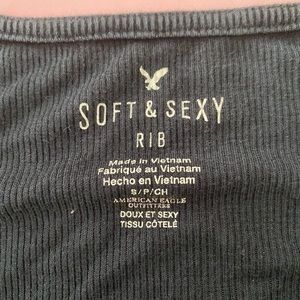 SOFT & SEXY
RIB
Made in Vietnam
Fabriqué au Vietnam
Hecho en Vietnam
S/P/CH
AMERICAN EAGLE
OUTFITTERS
DOUX ET SEXY
TISSU CÔTELÉ